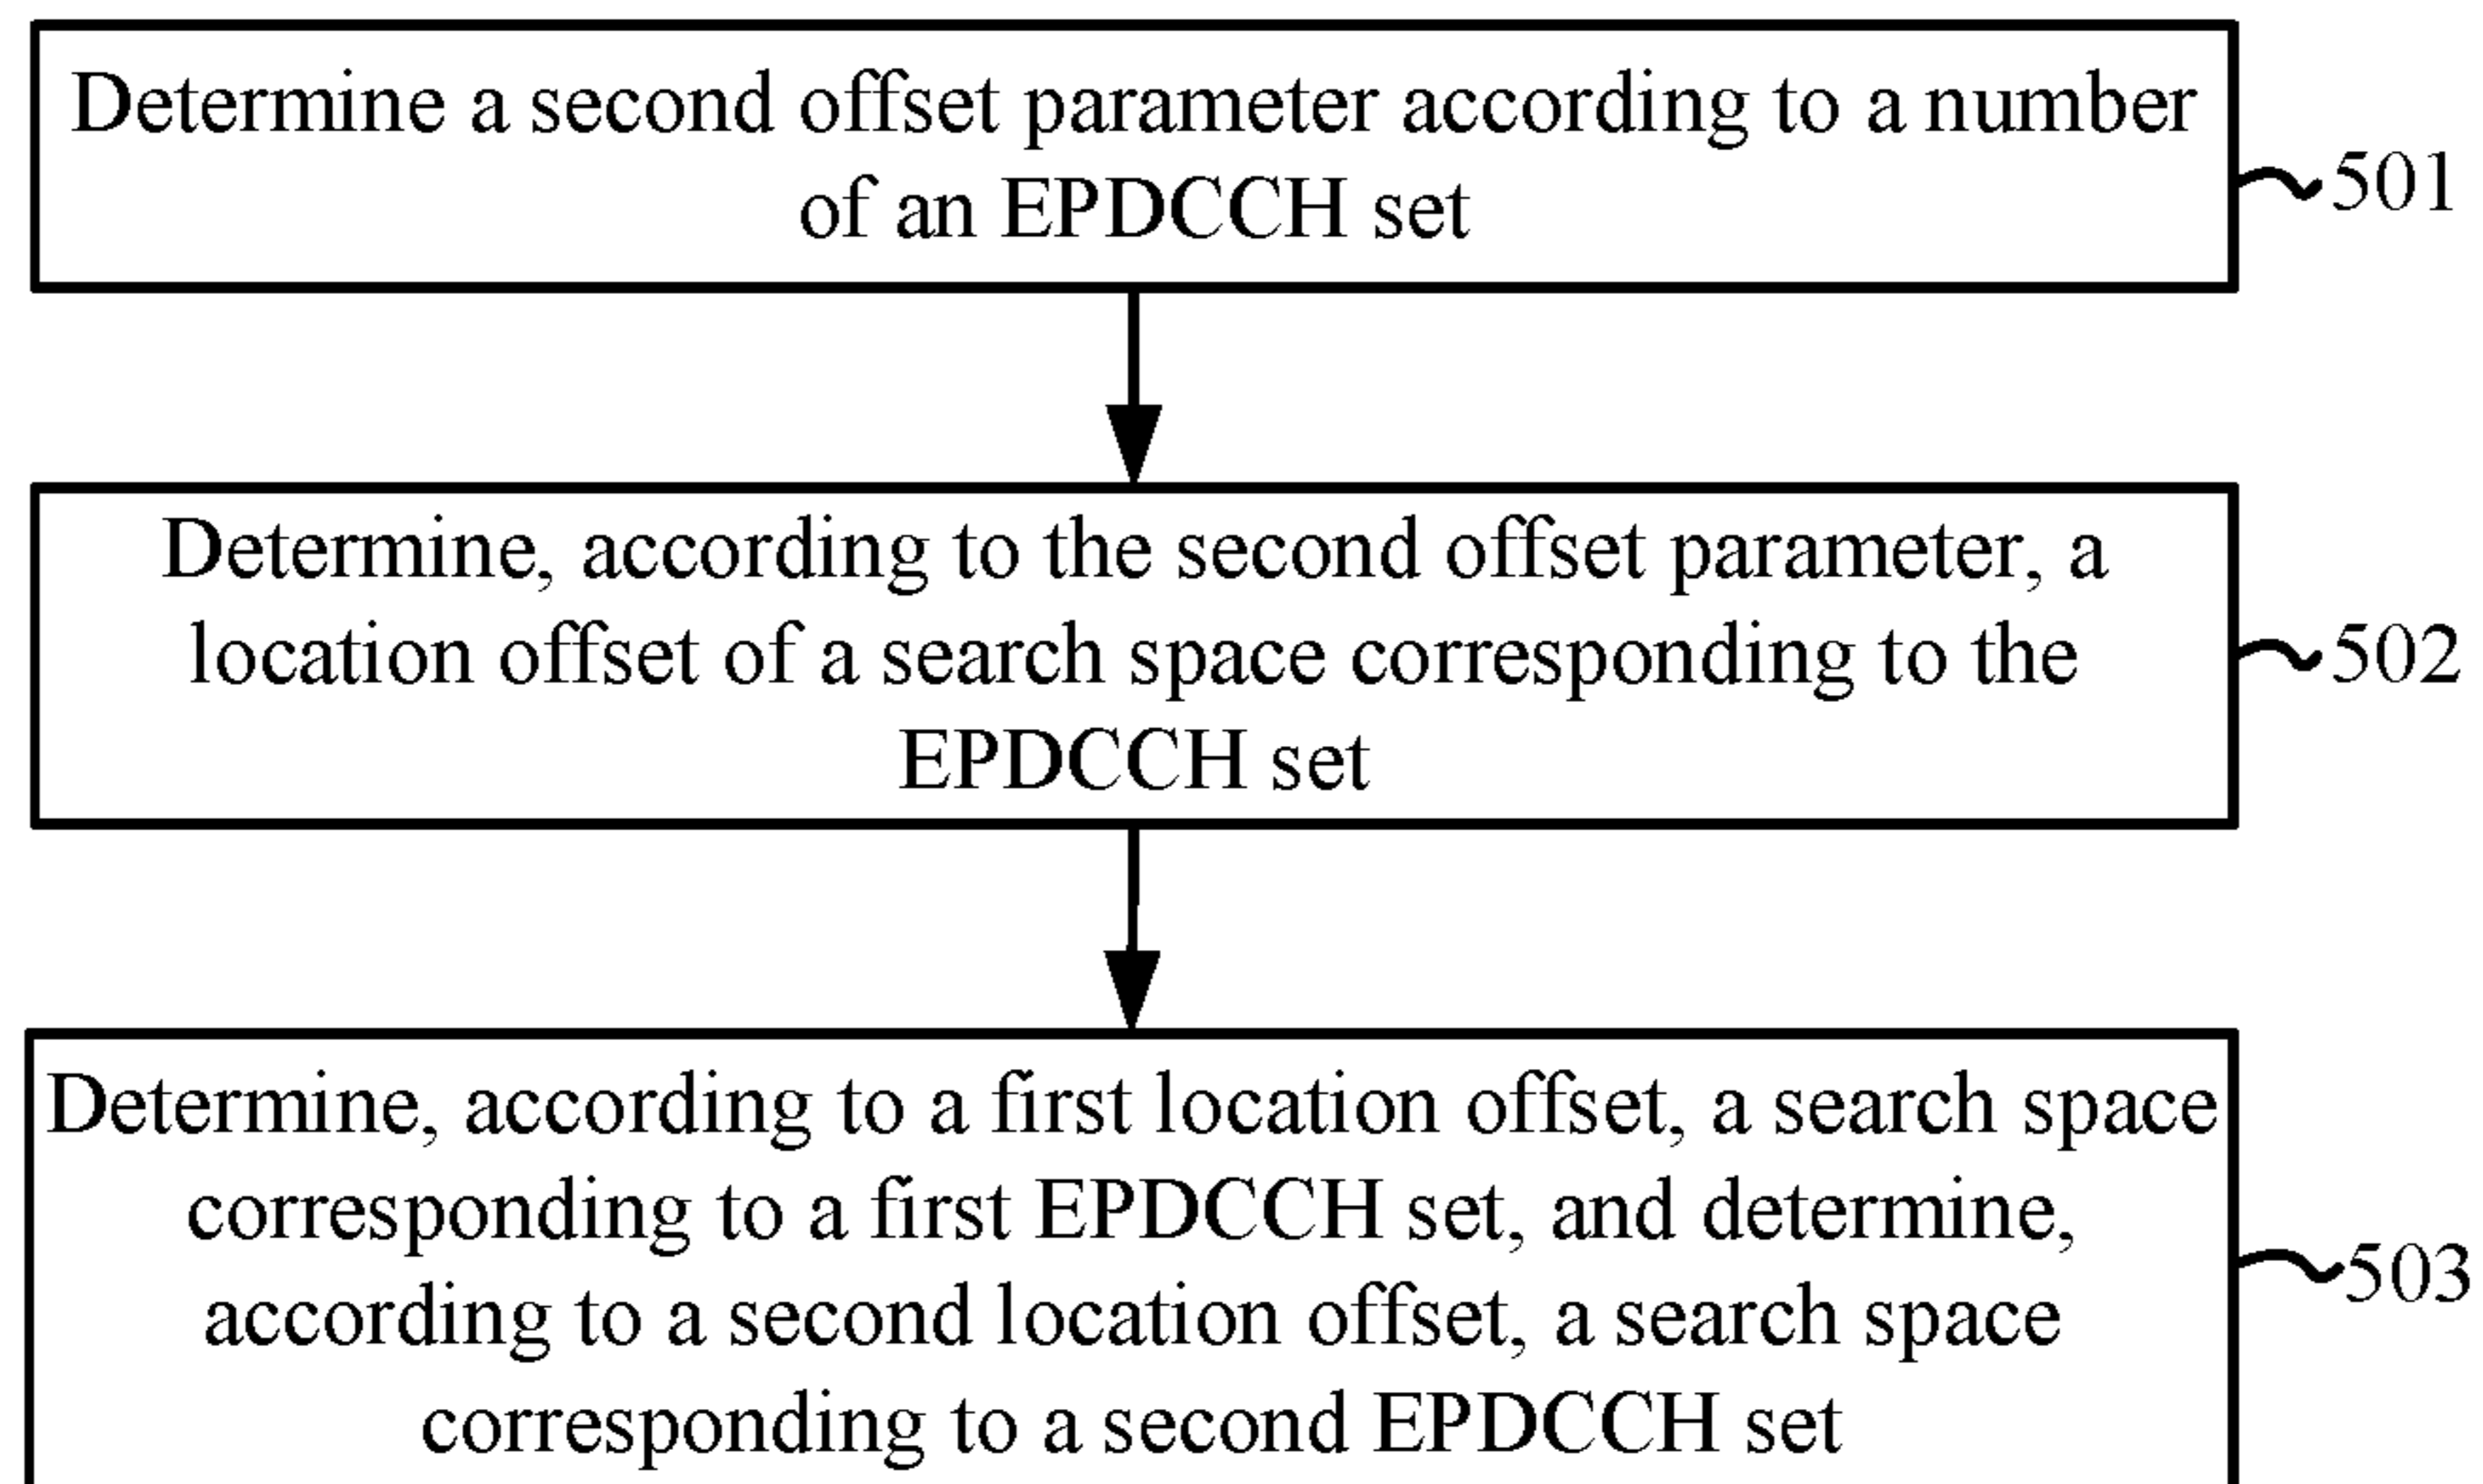 Determine a second offset parameter according to a number
of an EPDCCH set
501
Determine, according to the second offset parameter, a
location offset of a search space corresponding to the
EPDCCH set
502
Determine, according to a first location offset, a search space
corresponding to a first EPDCCH set, and determine,
according to a second location offset, a search space
corresponding to a second EPDCCH set
503